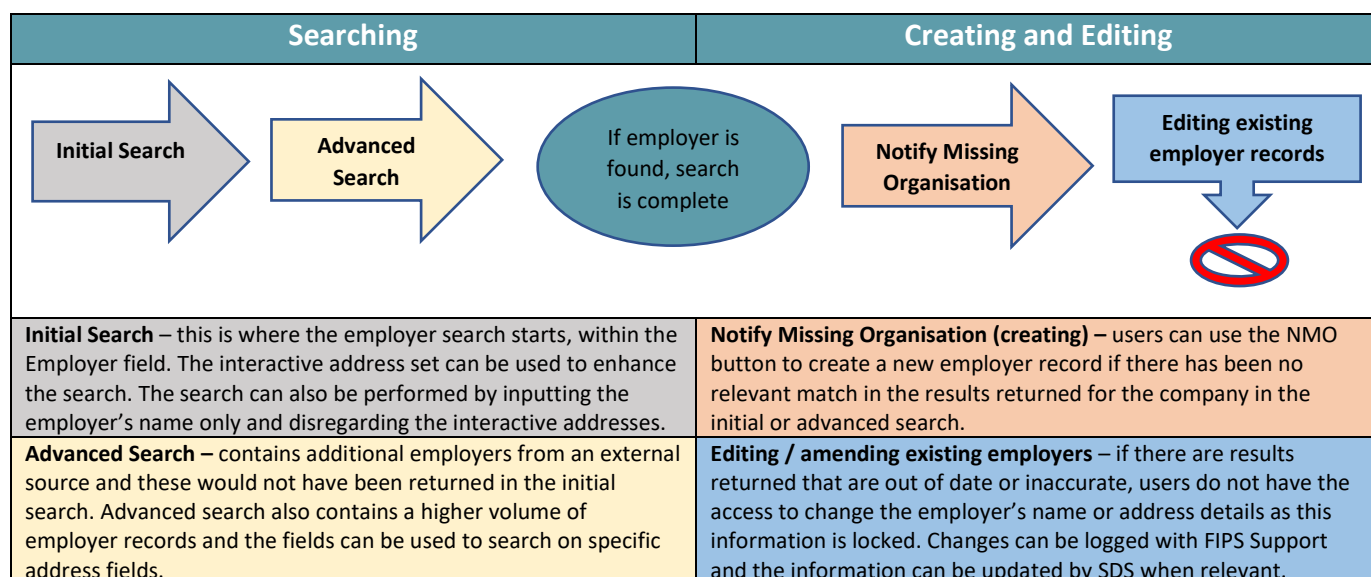 Searching
Creating and Editing
Initial Search
Advanced
Search
If employer is
found, search
is complete
Notify Missing
Organisation
Editing existing
employer records
Initial Search – this is where the employer search starts, within the
Employer field. The interactive address set can be used to enhance
the search. The search can also be performed by inputting the
employer's name only and disregarding the interactive addresses.
Notify Missing Organisation (creating) – users can use the NMO
button to create a new employer record if there has been no
relevant match in the results returned for the company in the
initial or advanced search.
Advanced Search – contains additional employers from an external
source and these would not have been returned in the initial
search. Advanced search also contains a higher volume of
employer records and the fields can be used to search on specific
address fields.
Editing / amending existing employers – if there are results
returned that are out of date or inaccurate, users do not have the
access to change the employer's name or address details as this
information is locked. Changes can be logged with FIPS Support
and the information can be updated by SDS when relevant.